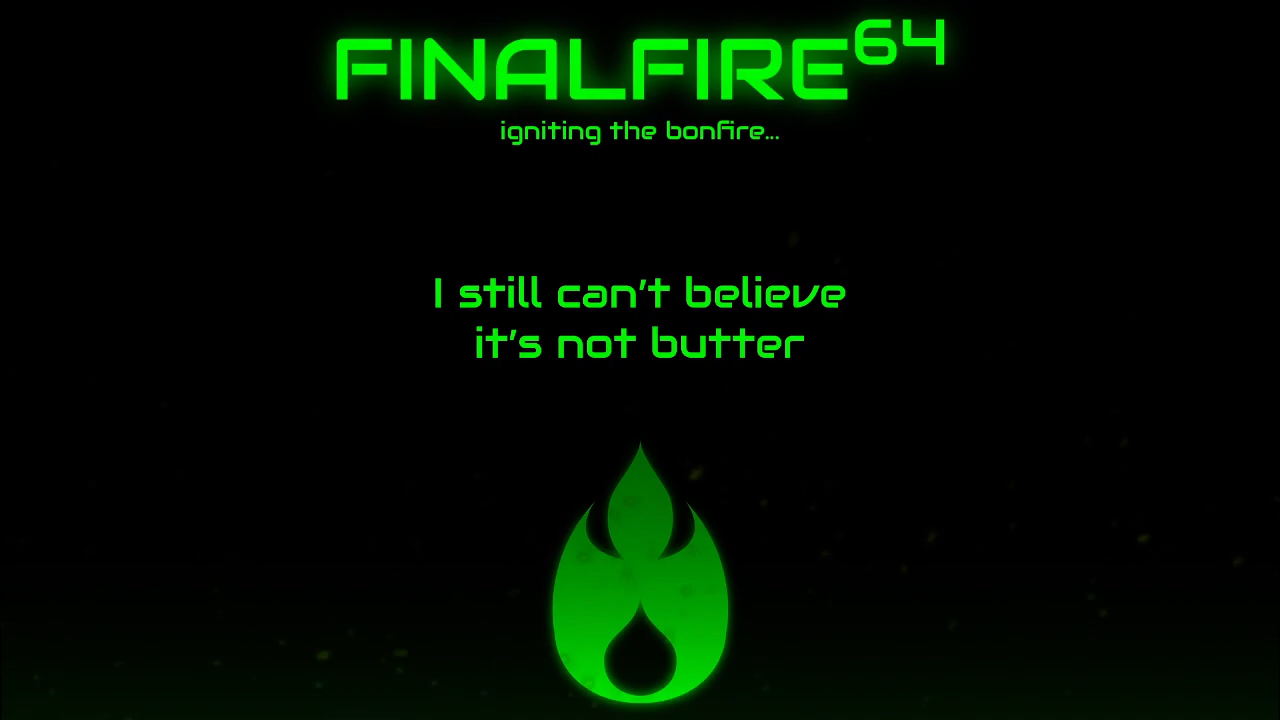 FINALFIRE⁶⁴
igniting the bonfire...
I still can't believe
it's not butter